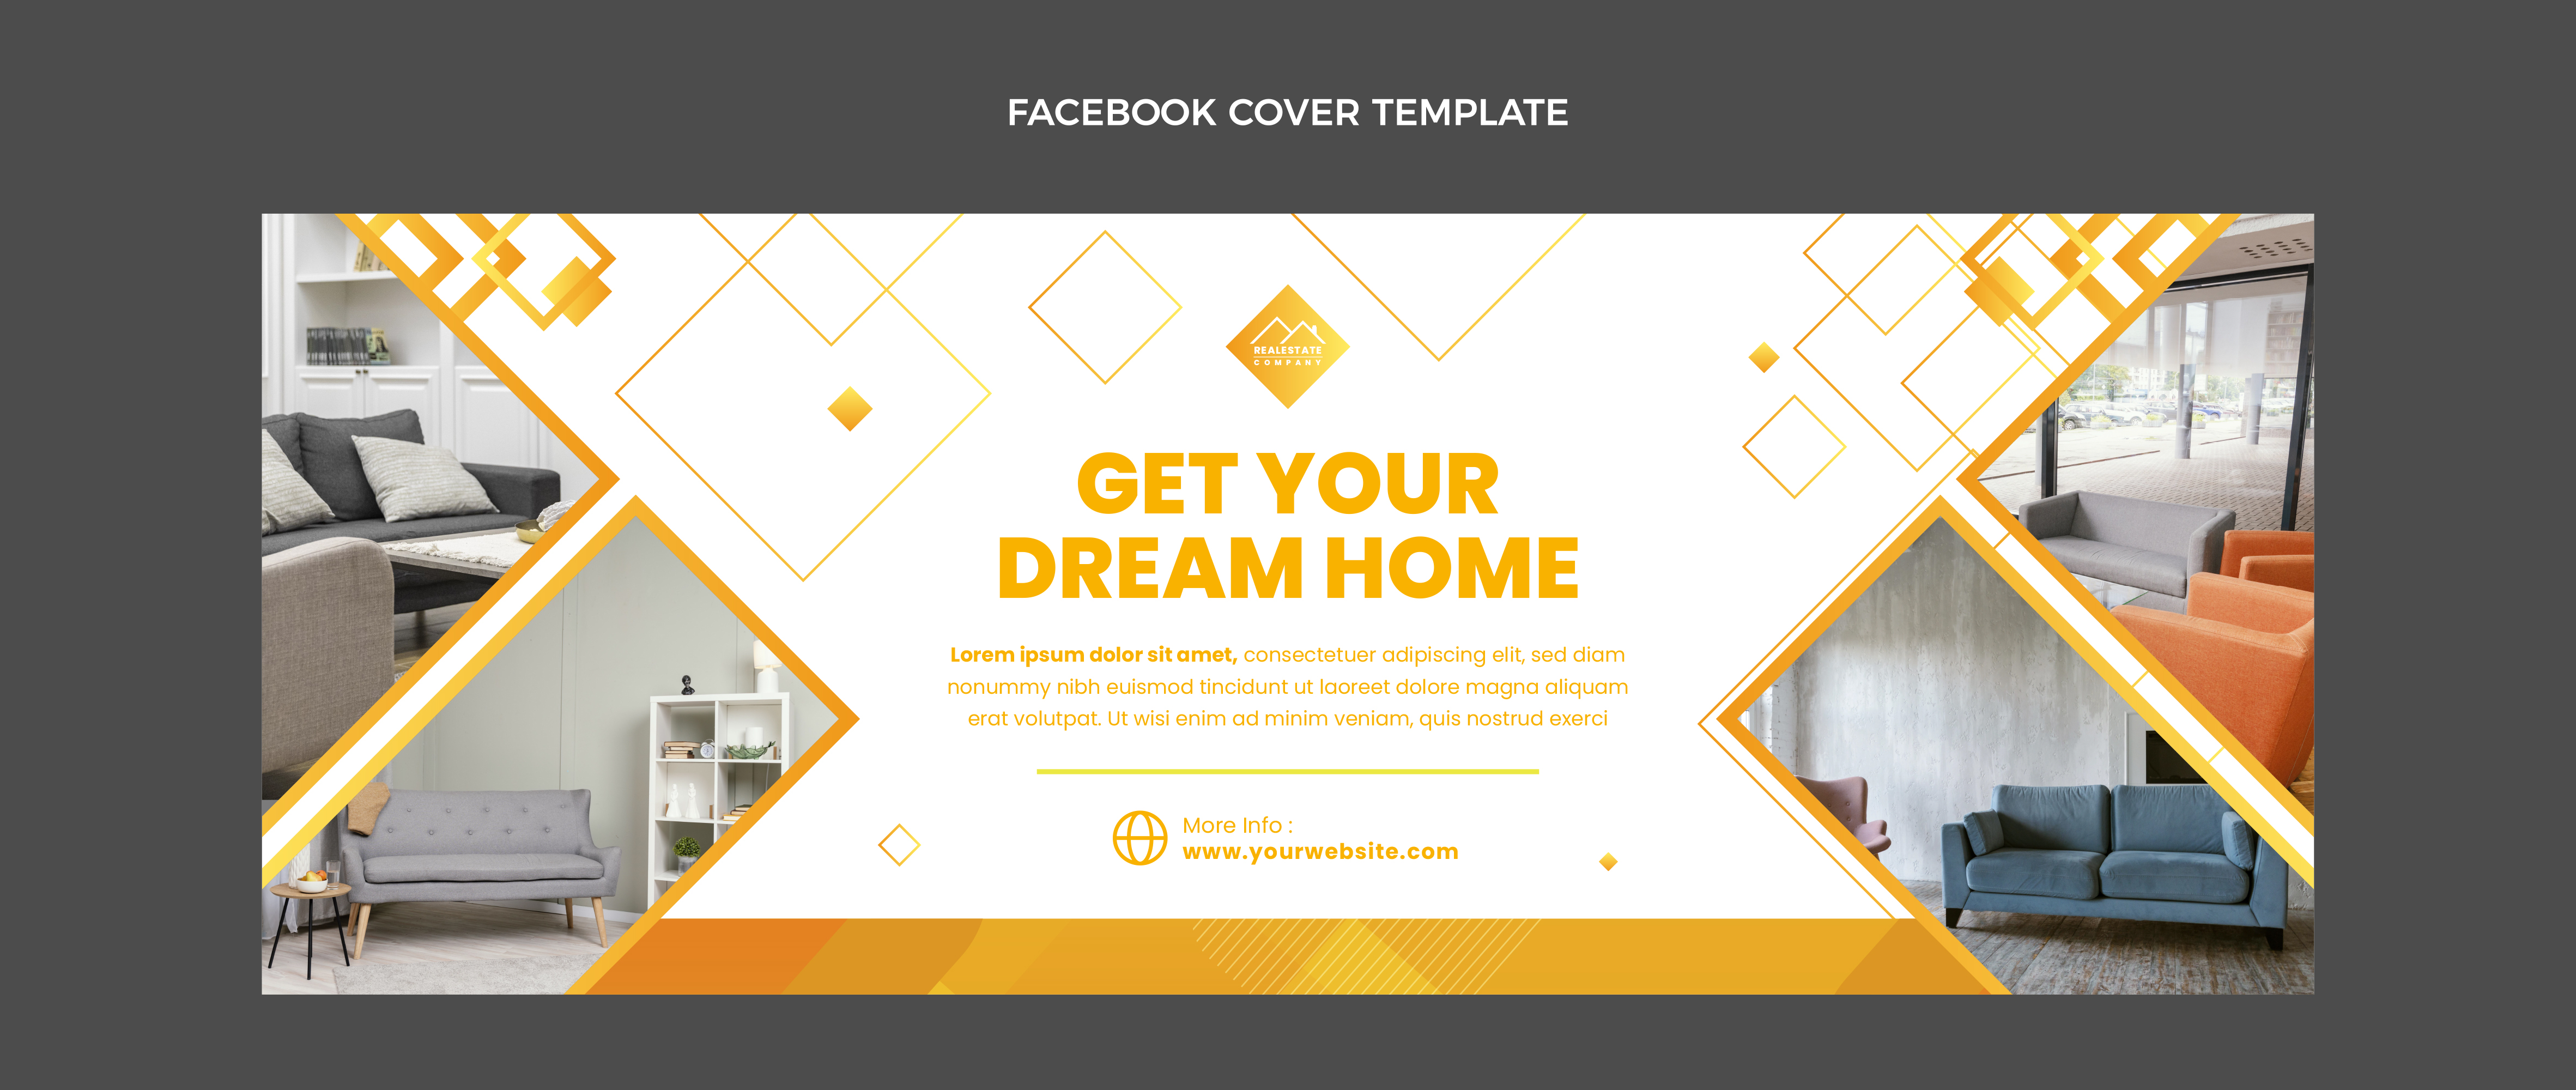 FACEBOOK COVER TEMPLATE
REALESTATE
COMPANY
GET YOUR
DREAM HOME
Lorem ipsum dolor sit amet, consectetuer adipiscing elit, sed diam
nonummy nibh euismod tincidunt ut laoreet dolore magna aliquam
erat volutpat. Ut wisi enim ad minim veniam, quis nostrud exerci
More Info :
www.yourwebsite.com